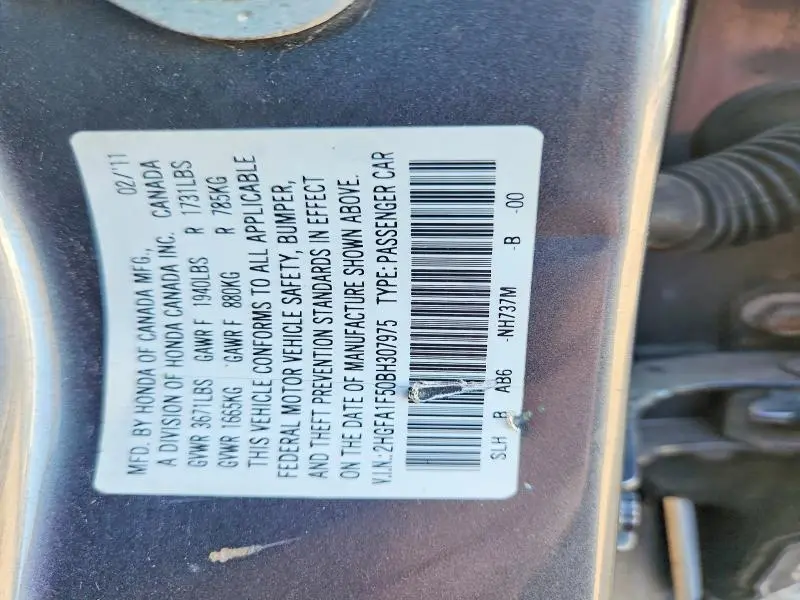 MFD. BY HONDA OF CANADA MFG., 02/'11
A DIVISION OF HONDA CANADA INC. CANADA
GVWR 3671LBS GAWR F 1940LBS R 1731LBS
GVWR 1665KG GAWR F 880KG R 785KG
THIS VEHICLE CONFORMS TO ALL APPLICABLE
FEDERAL MOTOR VEHICLE SAFETY, BUMPER,
AND THEFT PREVENTION STANDARDS IN EFFECT
ON THE DATE OF MANUFACTURE SHOWN ABOVE.
V.I.N.: 2HGFA1F50BH307975 TYPE: PASSENGER CAR
SLH B AB6 -NH737M -B -00